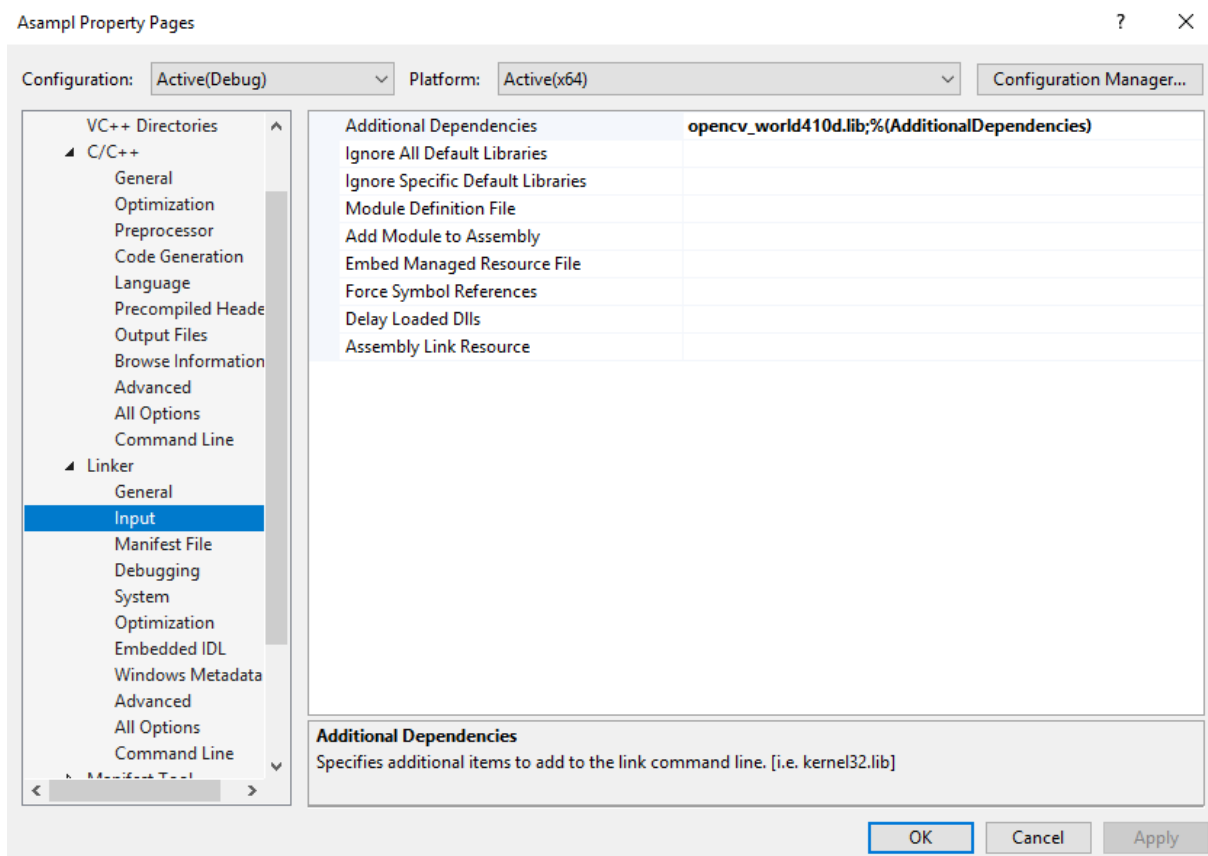 Asampl Property Pages
?
Configuration: Active(Debug) Platform: Active(x64) Configuration Manager...
VC++ Directories
C/C++
General
Optimization
Preprocessor
Code Generation
Language
Precompiled Heade
Output Files
Browse Information
Advanced
All Options
Command Line
Linker
General
Input
Manifest File
Debugging
System
Optimization
Embedded IDL
Windows Metadata
Advanced
All Options
Command Line
Manifest Tool
Additional Dependencies opencv_world410d.lib;%(AdditionalDependencies)
Ignore All Default Libraries
Ignore Specific Default Libraries
Module Definition File
Add Module to Assembly
Embed Managed Resource File
Force Symbol References
Delay Loaded Dlls
Assembly Link Resource
Additional Dependencies
Specifies additional items to add to the link command line. [i.e. kernel32.lib]
OK Cancel Apply